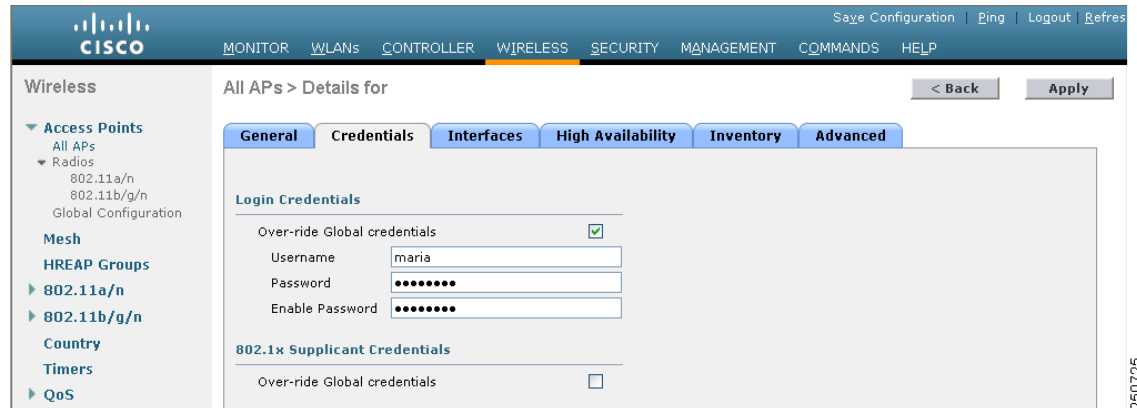 Save Configuration | Ping | Logout | Refres
CISCO
MONITOR WLANs CONTROLLER WIRELESS SECURITY MANAGEMENT COMMANDS HELP
Wireless
All APs > Details for
< Back
Apply
Access Points
All APs
Radios
802.11a/n
802.11b/g/n
Global Configuration
Mesh
HREAP Groups
802.11a/n
802.11b/g/n
Country
Timers
QoS
General Credentials Interfaces High Availability Inventory Advanced
Login Credentials
Over-ride Global credentials
Username maria
Password ••••••••
Enable Password ••••••••
802.1x Supplicant Credentials
Over-ride Global credentials